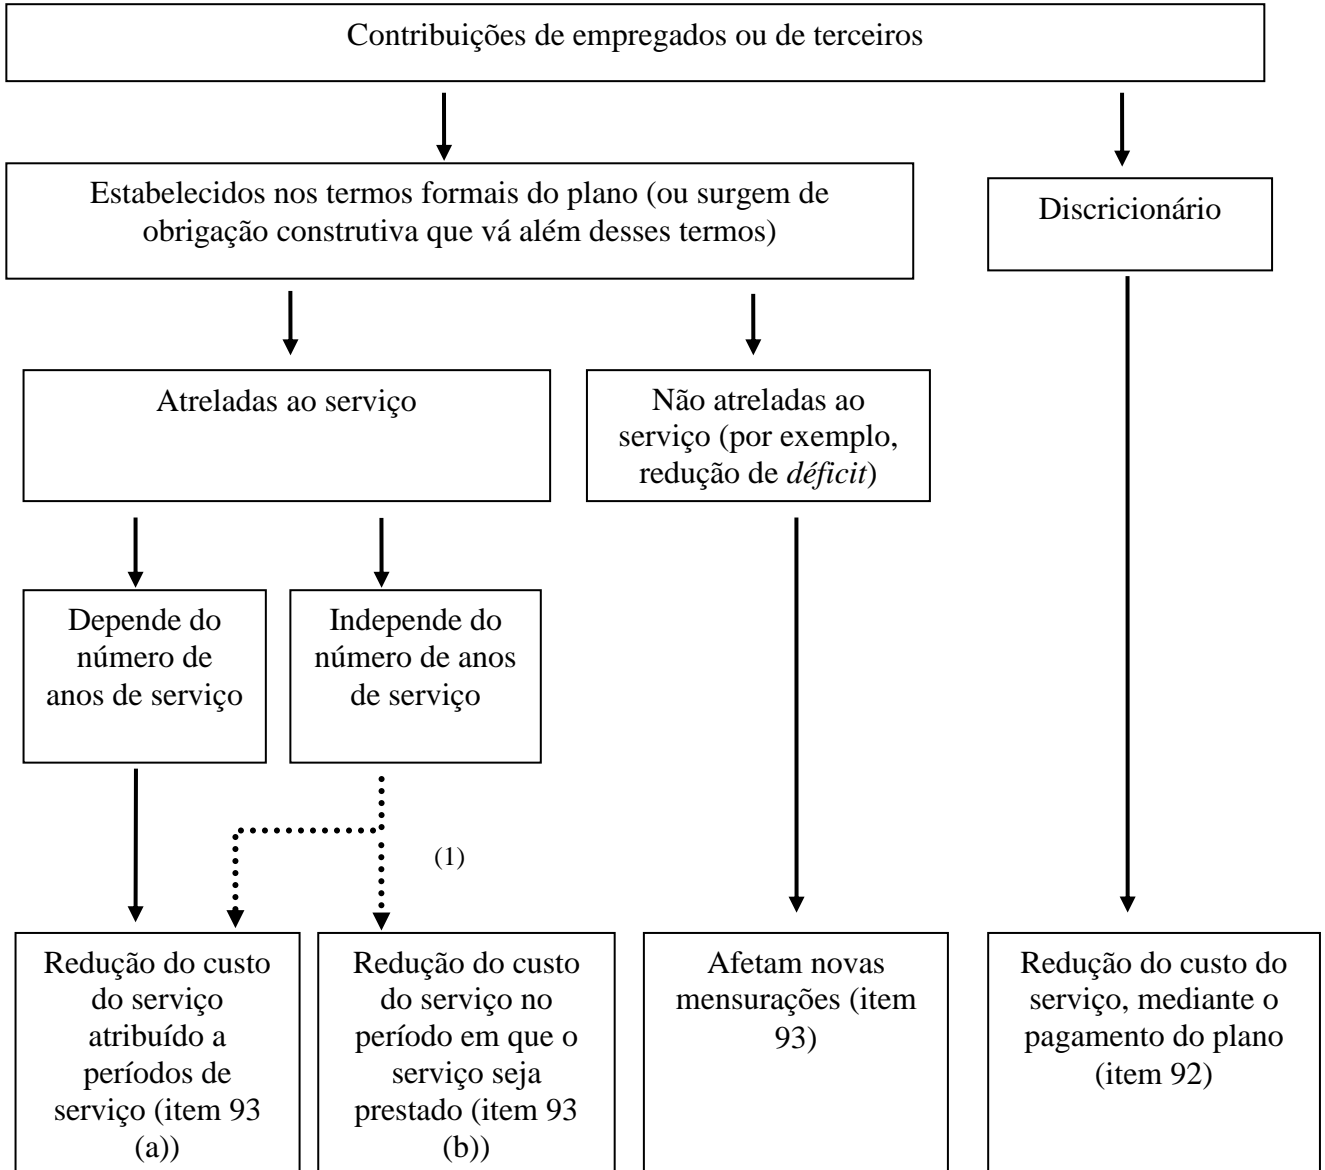 Contribuições de empregados ou de terceiros
Estabelecidos nos termos formais do plano (ou surgem de
obrigação construtiva que vá além desses termos)
Discricionário
Atreladas ao serviço
Não atreladas ao
serviço (por exemplo,
redução de déficit)
Depende do
número de
anos de serviço
Independe do
número de anos
de serviço
(1)
Redução do custo
do serviço
atribuído a
períodos de
serviço (item 93
(a))
Redução do custo
do serviço no
período em que o
serviço seja
prestado (item 93
(b))
Afetam novas
mensurações (item
93)
Redução do custo do
serviço, mediante o
pagamento do plano
(item 92)